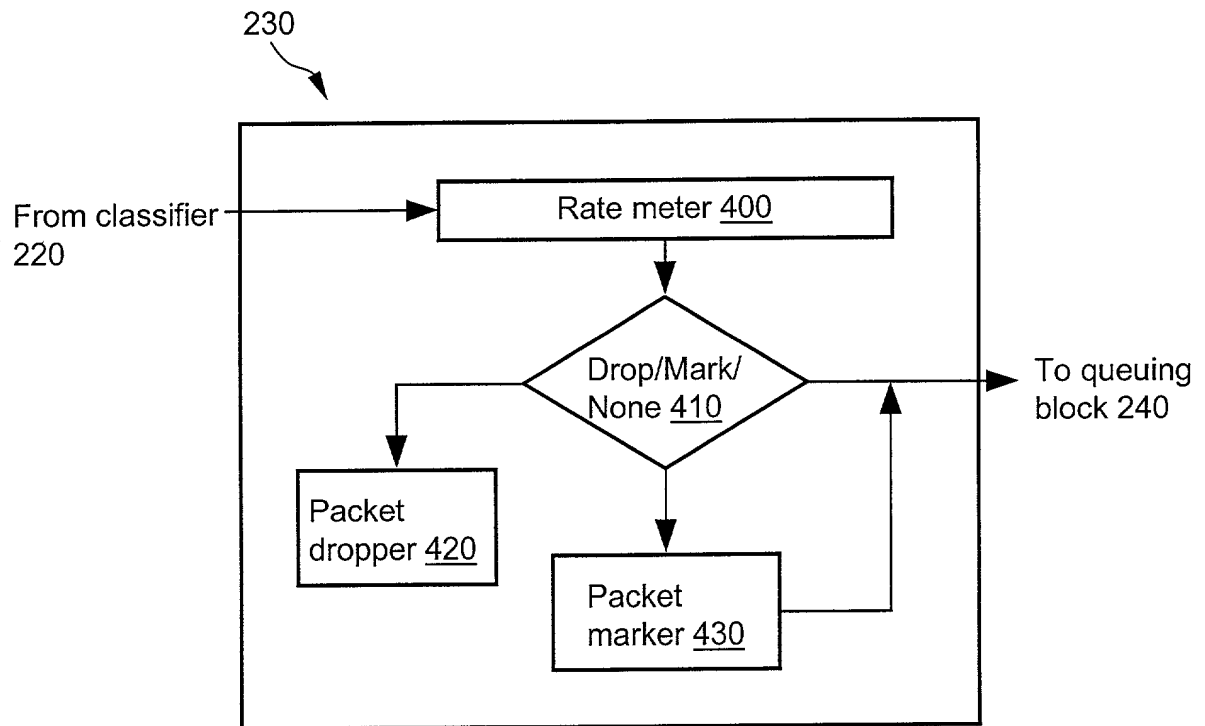 230
From classifier
220
Rate meter 400
Drop/Mark/
None 410
To queuing
block 240
Packet
dropper 420
Packet
marker 430